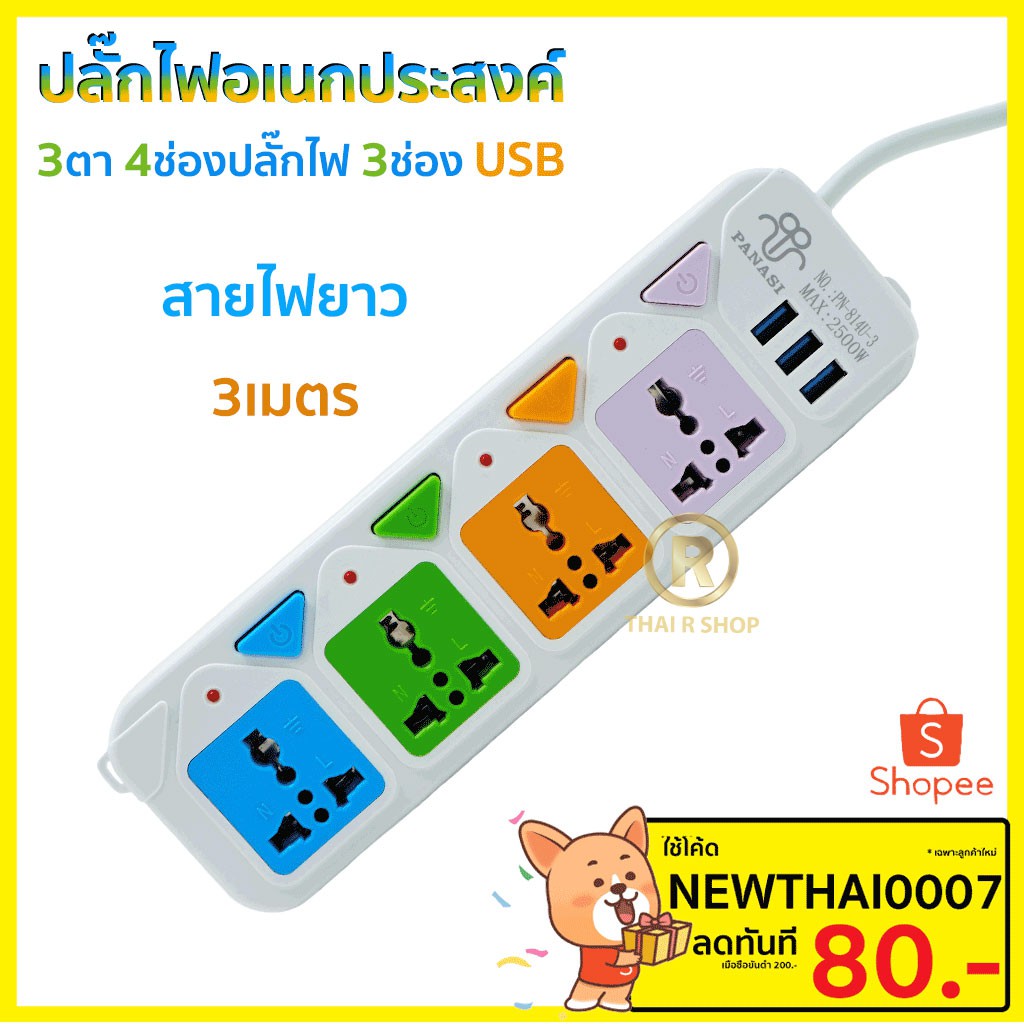 ปลั๊กไฟอเนกประสงค์
3ตา 4ช่องปลั๊กไฟ 3ช่อง USB
สายไฟยาว
3เมตร
PANASI
NO.:PN-814U-3
MAX:2500W
L
N
L
N
L
N
L
N
R
THAI R SHOP
S
Shopee
ใช้โค้ด
* เฉพาะลูกค้าใหม่
NEWTHAI0007
ลดทันที
80.-
เมื่อซื้อขั้นต่ำ 200.-